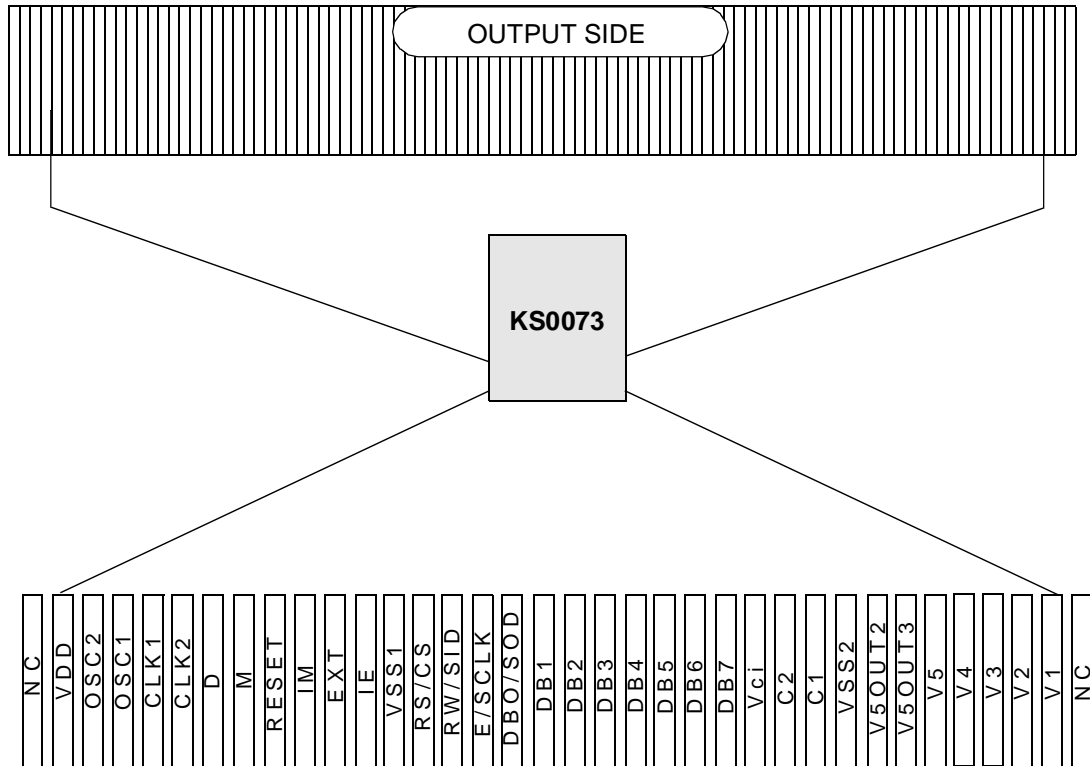 OUTPUT SIDE
KS0073
NC
VDD
OSC2
OSC1
CLK1
CLK2
D
M
RESET
IM
EXT
IE
VSS1
RS/CS
RW/SID
E/SCLK
DBO/SOD
DB1
DB2
DB3
DB4
DB5
DB6
DB7
Vci
C2
C1
VSS2
V5OUT2
V5OUT3
V5
V4
V3
V2
V1
NC